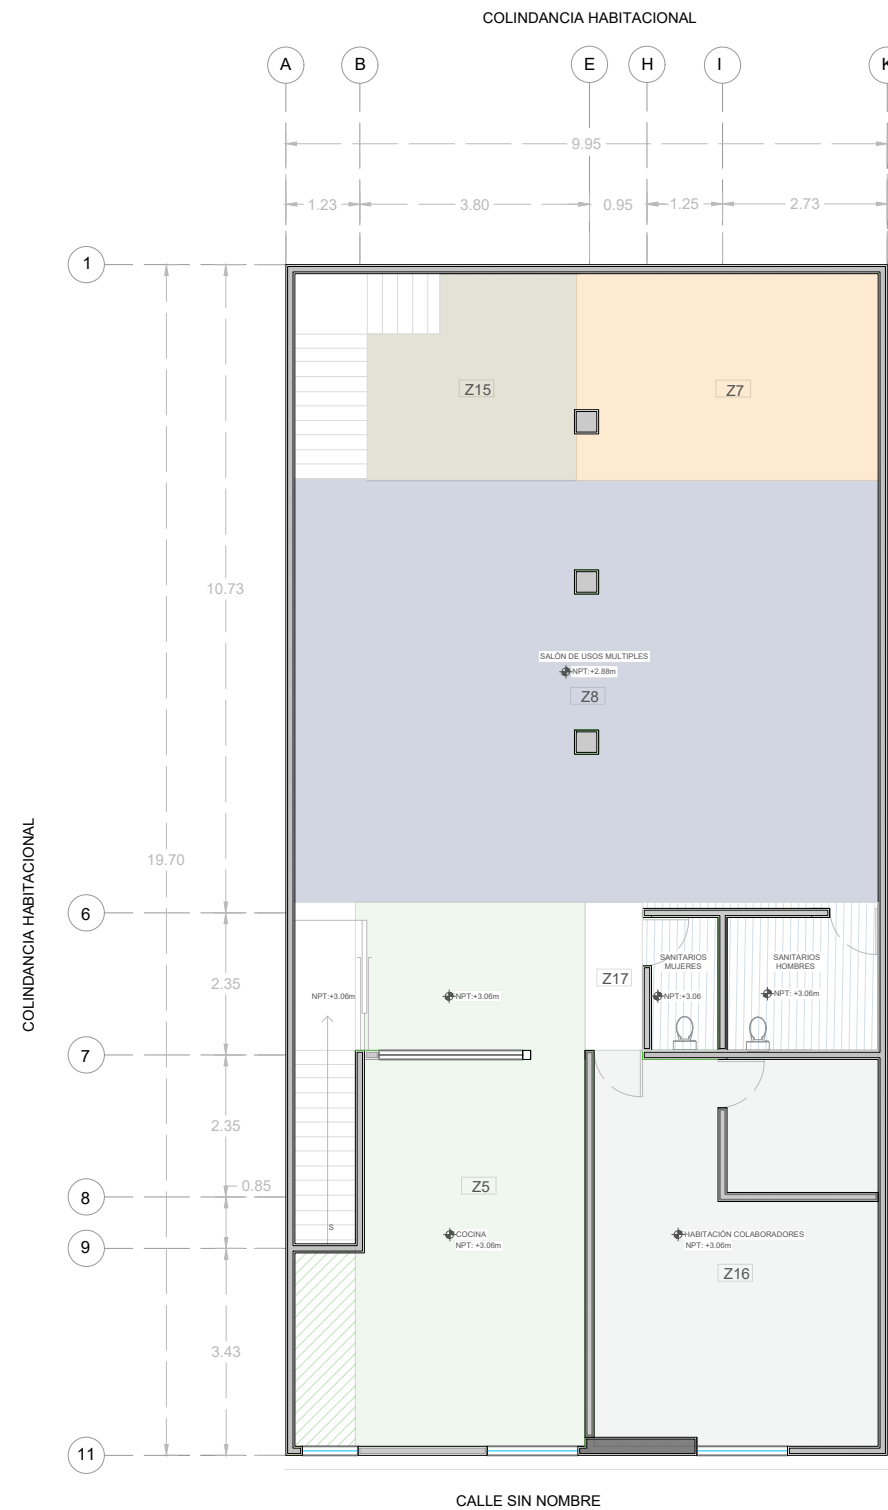 COLINDANCIA HABITACIONAL
A B E H I K
9.95
1.23 3.80 0.95 1.25 2.73
1
Z15 Z7
10.73
SALÓN DE USOS MULTIPLES
NPT:+2.88m
Z8
COLINDANCIA HABITACIONAL
19.70
6
SANITARIOS
MUJERES
SANITARIOS
HOMBRES
2.35
Z17
NPT:+3.06m NPT:+3.06m NPT:+3.06 NPT: +3.06m
7
2.35
0.85
Z5
8
S
COCINA
NPT: +3.06m
HABITACIÓN COLABORADORES
NPT: +3.06m
9
Z16
3.43
11
CALLE SIN NOMBRE